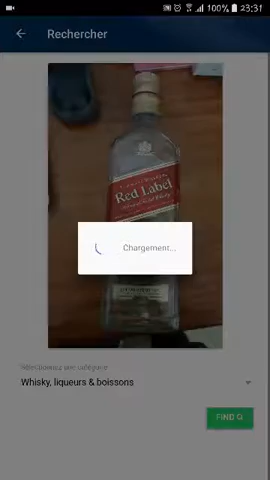 100% 23:31
Rechercher
Red Label
Chargement...
Sélectionnez une catégorie
Whisky, liqueurs & boissons
FIND Q